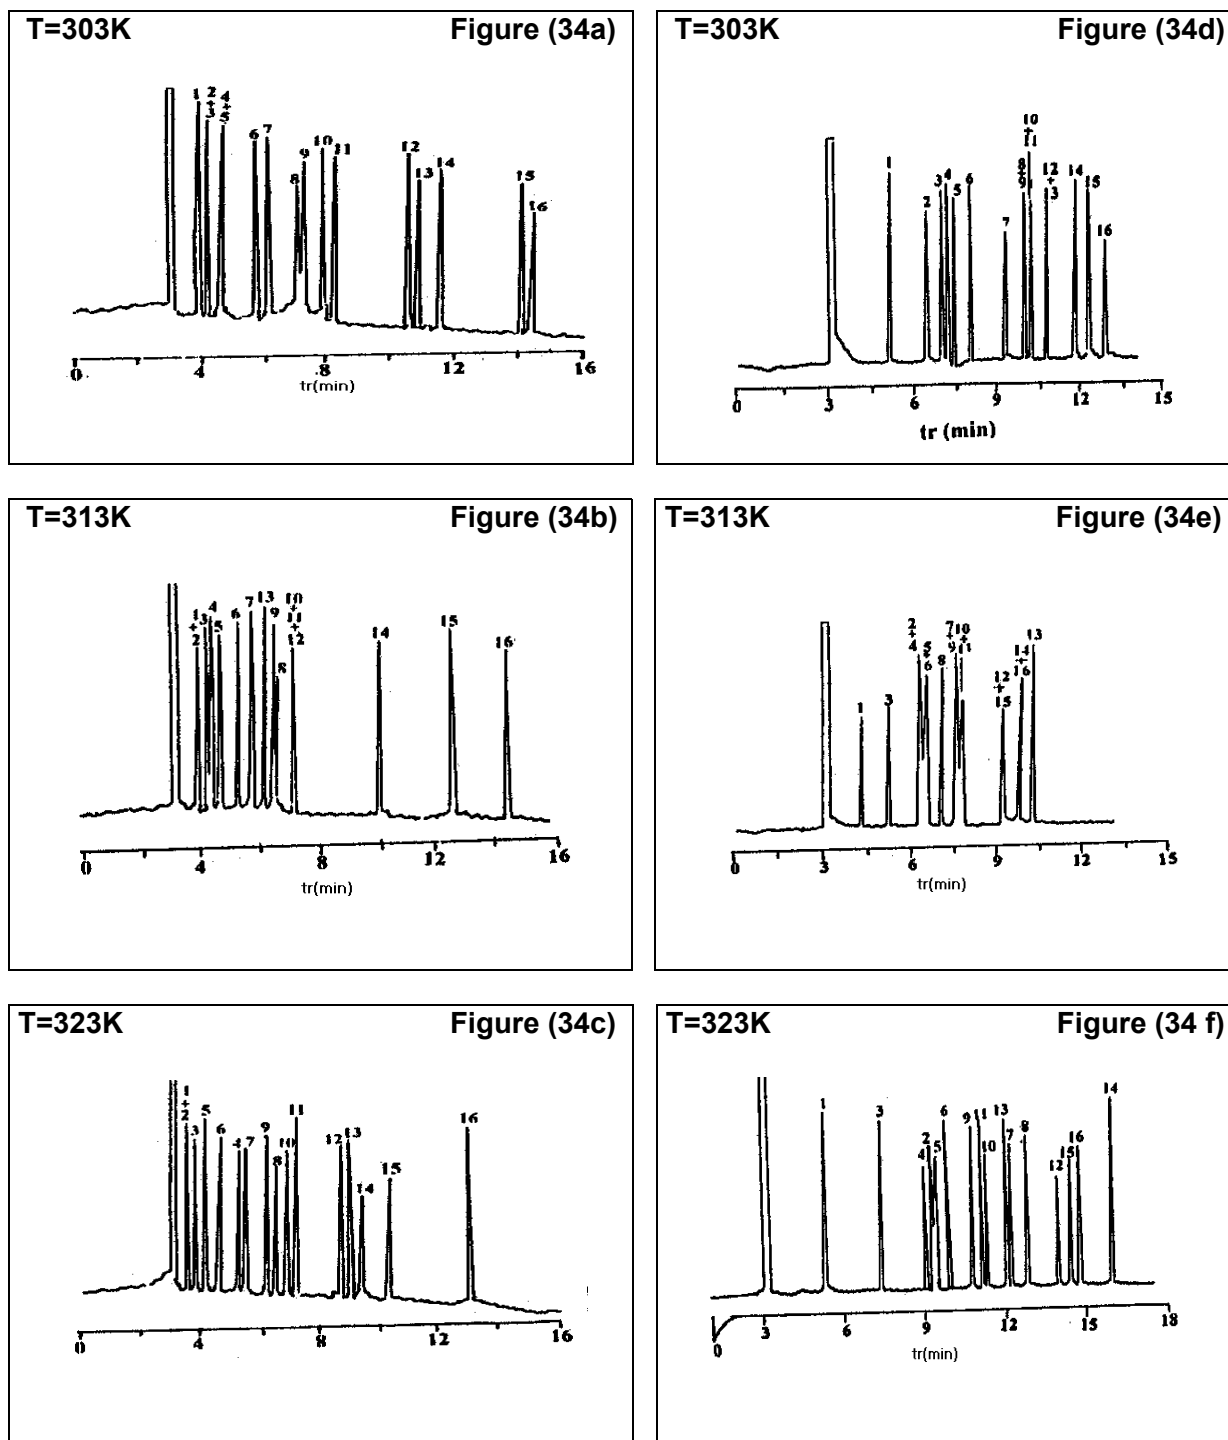 T=303K Figure (34a)
1 2+3 4+5 6 7 8 9 10 11 12 13 14 15 16
0 4 8 12 16
tr(min)
T=303K Figure (34d)
1 2 3 4 5 6 7 8+9 10+11 12+3 14 15 16
0 3 6 9 12 15
tr (min)
T=313K Figure (34b)
1+2 3 4 5 6 7 13 9 8 10+11+12 14 15 16
0 4 8 12 16
tr(min)
T=313K Figure (34e)
1 3 2+4 5+6 8 7+9 10+1 12+15 14+16 13
0 3 6 9 12 15
tr(min)
T=323K Figure (34c)
1+2 3 5 6 4 7 9 8 10 11 12 13 14 15 16
0 4 8 12 16
tr(min)
T=323K Figure (34 f)
1 3 4 2 5 6 9 11 10 13 7 8 12 15 16 14
0 3 6 9 12 15 18
tr(min)